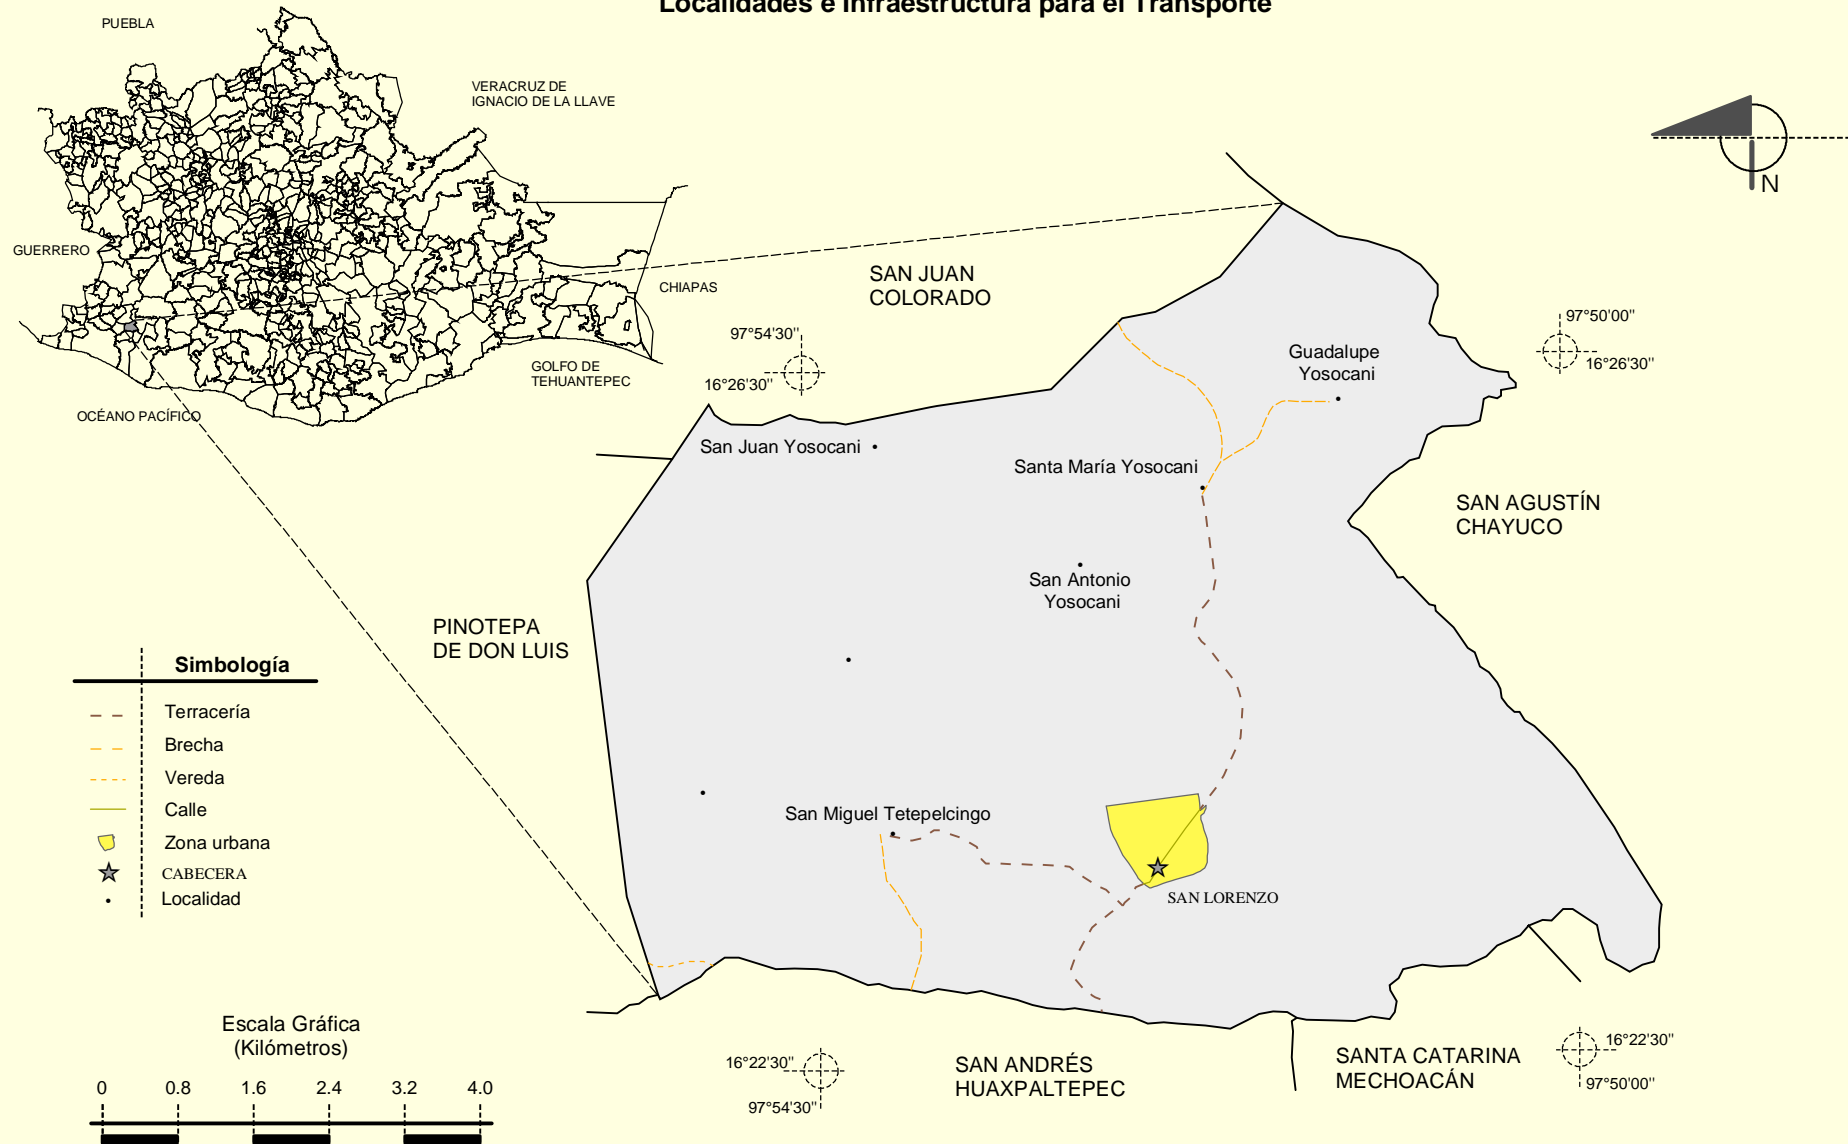 Localidades e Infraestructura para el Transporte
PUEBLA
VERACRUZ DE
IGNACIO DE LA LLAVE
GUERRERO
CHIAPAS
GOLFO DE
TEHUANTEPEC
OCÉANO PACÍFICO
N
SAN JUAN
COLORADO
97°54'30"
16°26'30"
97°50'00"
16°26'30"
Guadalupe
Yosocani
San Juan Yosocani
Santa María Yosocani
SAN AGUSTÍN
CHAYUCO
San Antonio
Yosocani
PINOTEPA
DE DON LUIS
Simbología
Terracería
Brecha
Vereda
Calle
Zona urbana
CABECERA
Localidad
San Miguel Tetepelcingo
SAN LORENZO
Escala Gráfica
(Kilómetros)
0 0.8 1.6 2.4 3.2 4.0
16°22'30"
97°54'30"
SAN ANDRÉS
HUAXPALTEPEC
SANTA CATARINA
MECHOACÁN
16°22'30"
97°50'00"